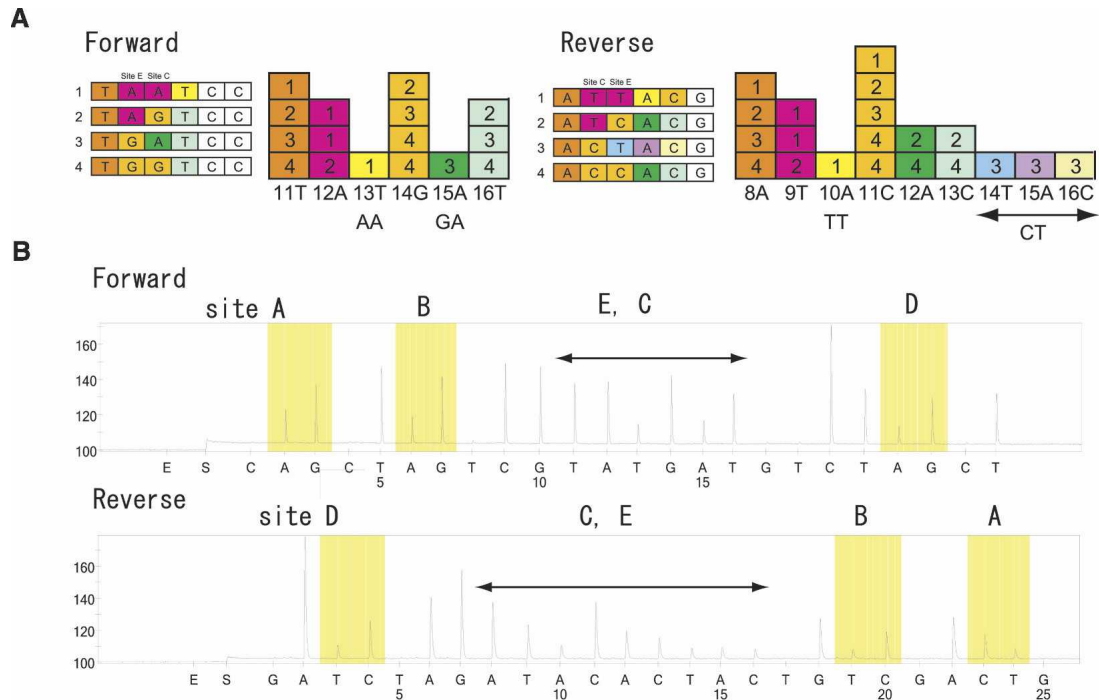 A
Forward
Site E Site C
1 T A A T C C
2 T A G T C C
3 T G A T C C
4 T G G T C C
1 2
2 1 3 2
3 1 4 3
4 2 1 4 3 4
11T 12A 13T 14G 15A 16T
AA GA
Reverse
Site C Site E
1 A T T A C G
2 A T C A C G
3 A C T A C G
4 A C C A C G
1
1 2
2 1 3
3 1 4 2 2
4 2 1 4 4 4 3 3 3
8A 9T 10A 11C 12A 13C 14T 15A 16C
TT CT
B
Forward
site A B E, C D
160
140
120
100
E S C A G C T A G T C G T A T G A T G T C T A G C T
5 10 15
Reverse
site D C, E B A
160
140
120
100
E S G A T C T A G A T A C A C T A C T G T C G A C T G
5 10 15 20 25